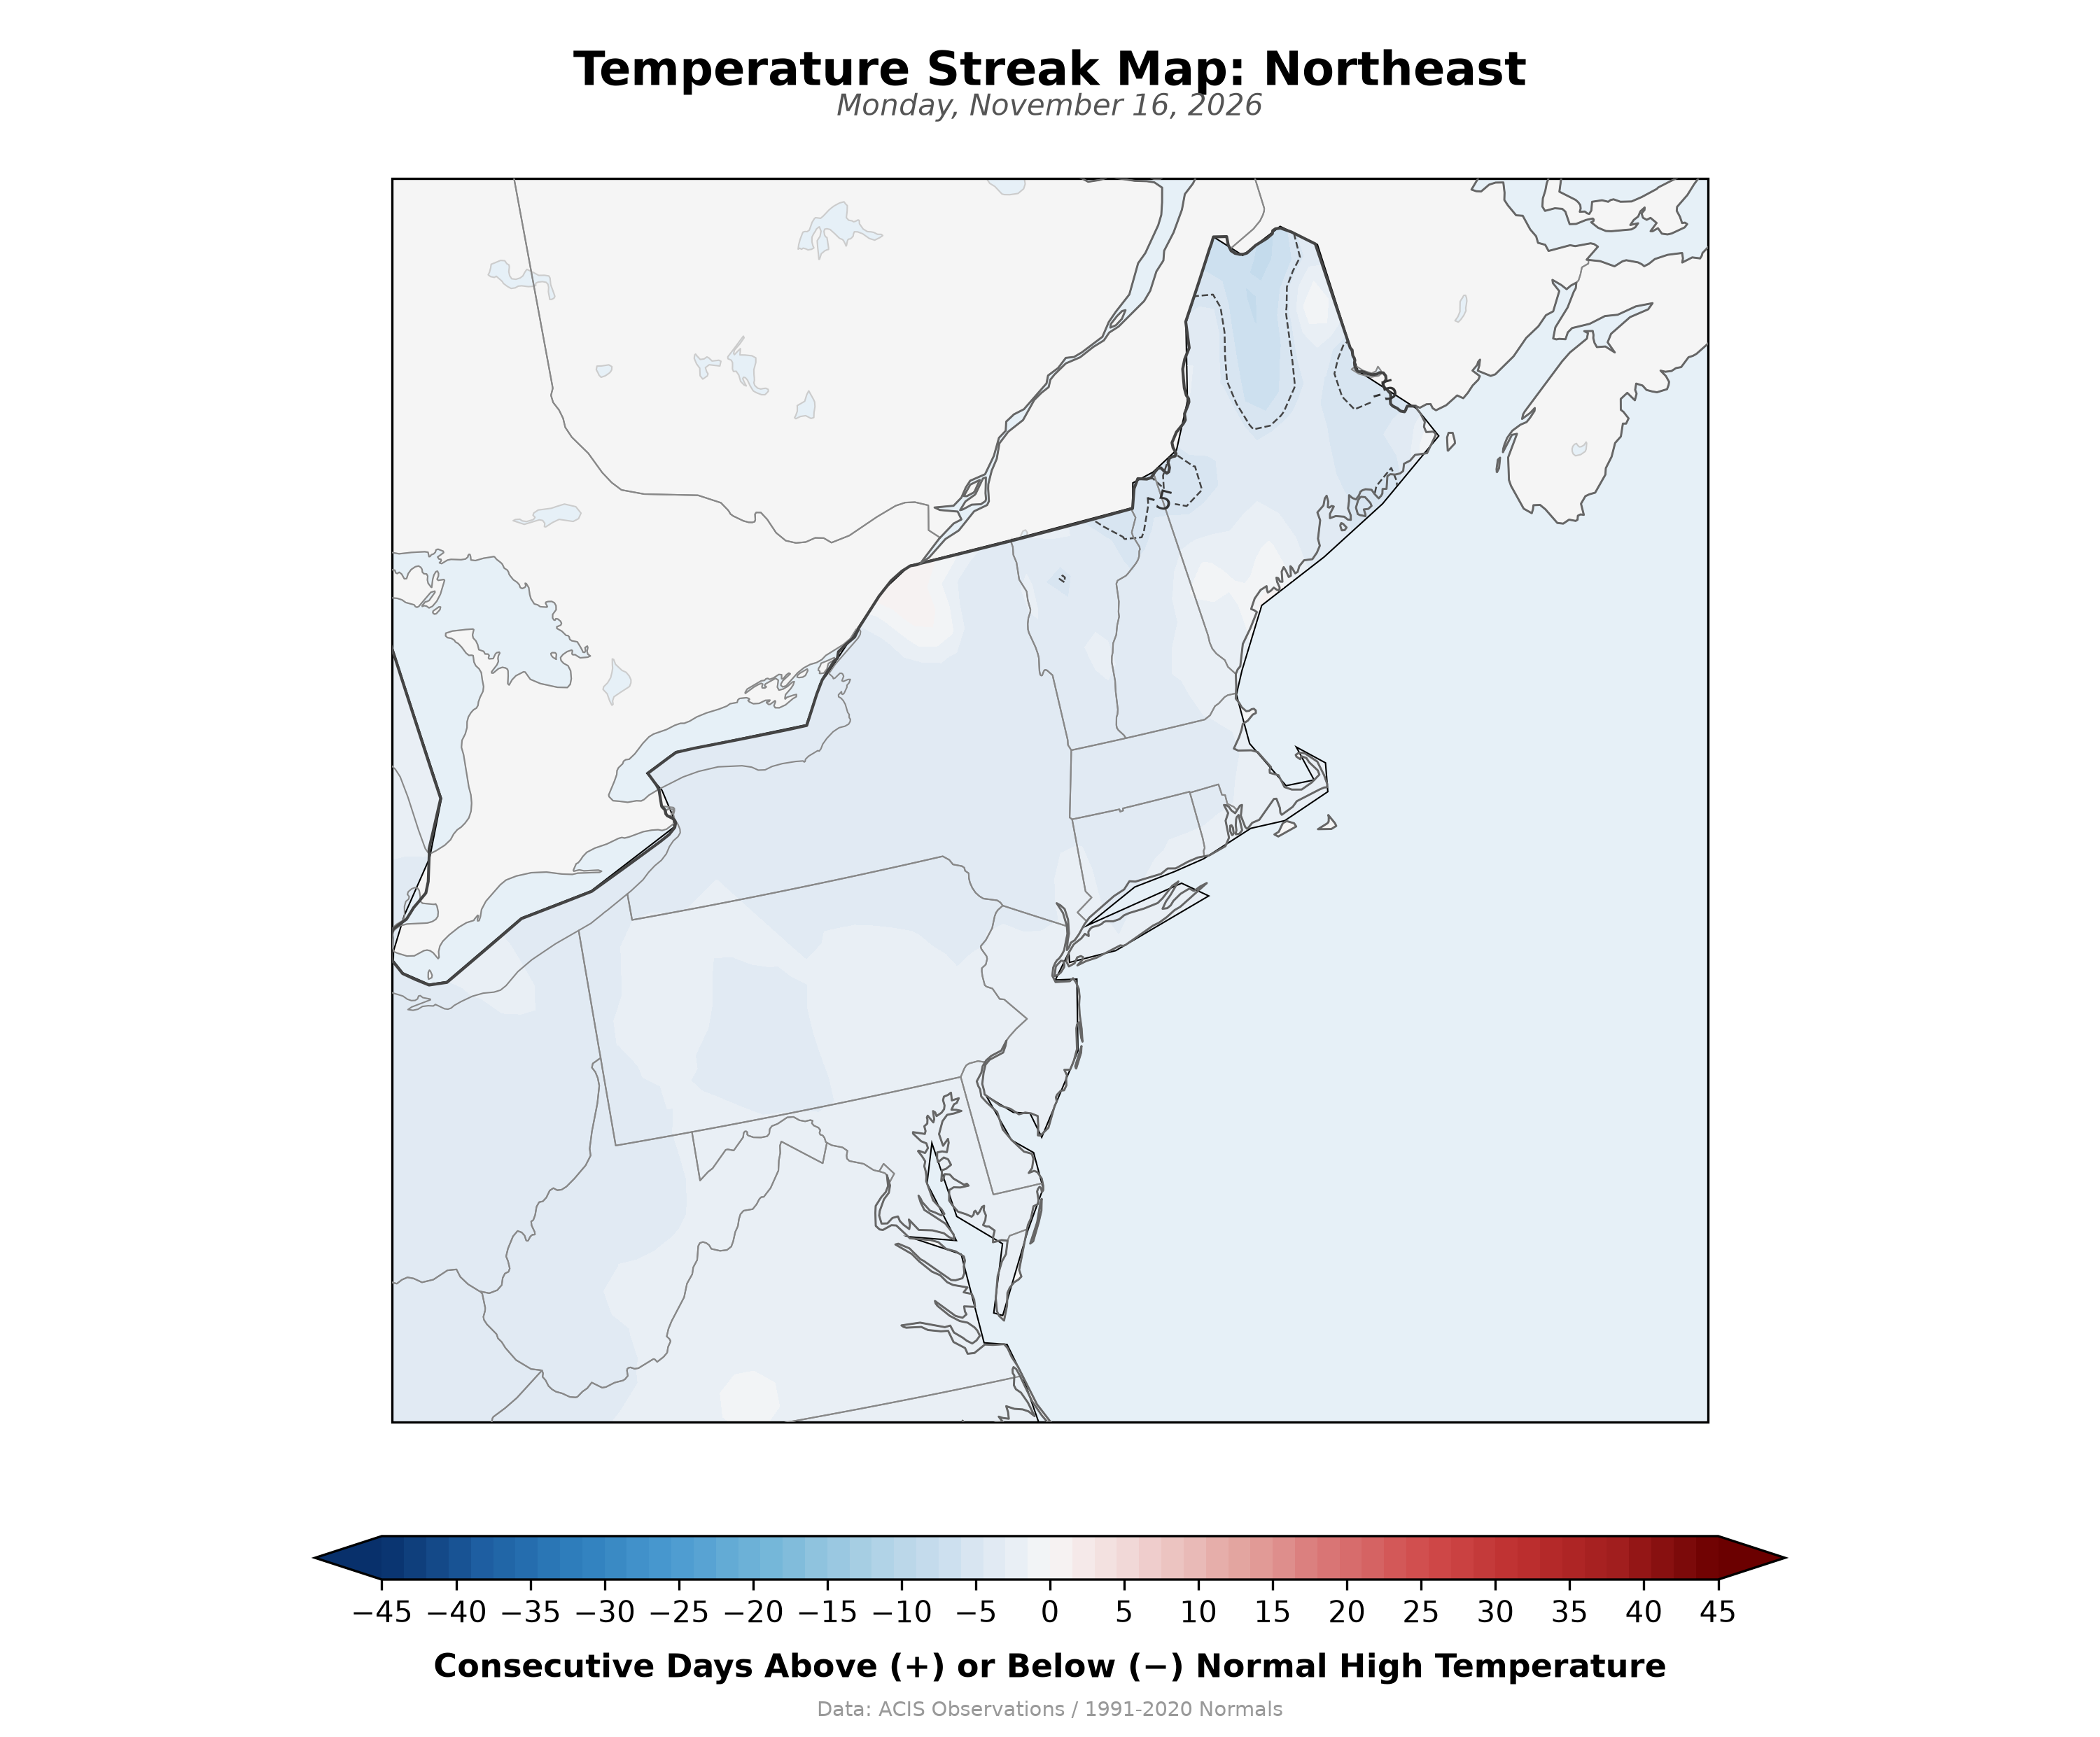 Temperature Streak Map: Northeast
Monday, November 16, 2026
-5
-5
−45 −40 −35 −30 −25 −20 −15 −10 −5 0 5 10 15 20 25 30 35 40 45
Consecutive Days Above (+) or Below (−) Normal High Temperature
Data: ACIS Observations / 1991-2020 Normals